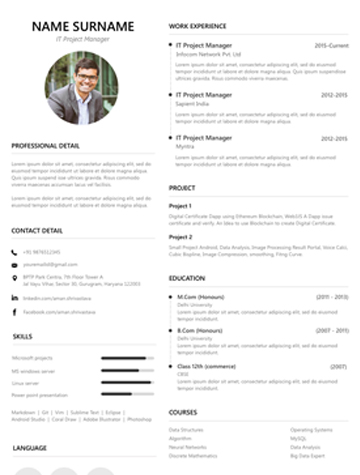 NAME SURNAME
IT Project Manager
PROFESSIONAL DETAIL
Lorem ipsum dolor sit amet, consectetur adipiscing elit, sed do
eiusmod tempor incididunt ut labore et dolore magna
aliqua. Quis ipsum suspendisse ultrices gravida. Risus commodo
viverra maecenas accumsan lacus vel facilisis.
Lorem ipsum dolor sit amet, consectetur adipiscing elit, sed do
eiusmod tempor incididunt ut labore et dolore magna
aliqua.
CONTACT DETAIL
+91 9876512345
youremailid@gmail.com
BPTP Park Centra, 7th Floor Tower A
Jal Vayu Vihar, Sector 30, Gurugram, Haryana 122003
linkedin.com/aman.shrivastava
Facebook.com/aman.shrivastava
SKILLS
Microsoft projects
MS windows server
Linux server
Power point presentation
Markdown | Git | Vim | Sublime Text | Eclipse |
Android Studio | Coral Draw | Adobe Illustrator | Photoshop
LANGUAGE
WORK EXPERIENCE
IT Project Manager 2015-Current
Infocom Network Pvt. Ltd
Lorem ipsum dolor sit amet, consectetur adipiscing elit, sed do eiusmod
tempor incididunt ut labore et dolore magna aliqua. Quis ipsum suspendisse
ultrices gravida.
IT Project Manager 2012-2015
Sapient India
Lorem ipsum dolor sit amet, consectetur adipiscing elit, sed do eiusmod
tempor incididunt ut labore et dolore magna aliqua.
IT Project Manager 2012-2015
Myntra
Lorem ipsum dolor sit amet, consectetur adipiscing elit, sed do eiusmod
tempor incididunt ut labore et dolore magna aliqua.
PROJECT
Project 1
Digital Certificate Dapp using Ethereum Blockchain, Web/UI A Dapp issue
certificate and verify. An Idea to use Blockchain to create Digital Certificate.
Project 2
Small Project Android, Data Analysis, Image Processing Result Portal, Voice Calci,
Cubic Bispline, Image Compression, smoothing, Firing Curve.
EDUCATION
M.Com (Honours) (2011 - 2013)
Delhi University
Lorem ipsum dolor sit amet, consectetur adipiscing elit, sed do eiusmod
tempor incididunt.
B.Com (Honours) (2007 - 2011)
Delhi University
Lorem ipsum dolor sit amet, consectetur adipiscing elit, sed do eiusmod
tempor incididunt.
Class 12th (commerce) (2007)
CBSE
Lorem ipsum dolor sit amet, consectetur adipiscing elit, sed do eiusmod
tempor incididunt.
COURSES
Data Structures Operating Systems
Algorithm MySQL
Neural Networks Data Analysis
Discrete Mathematics Big Data Expert